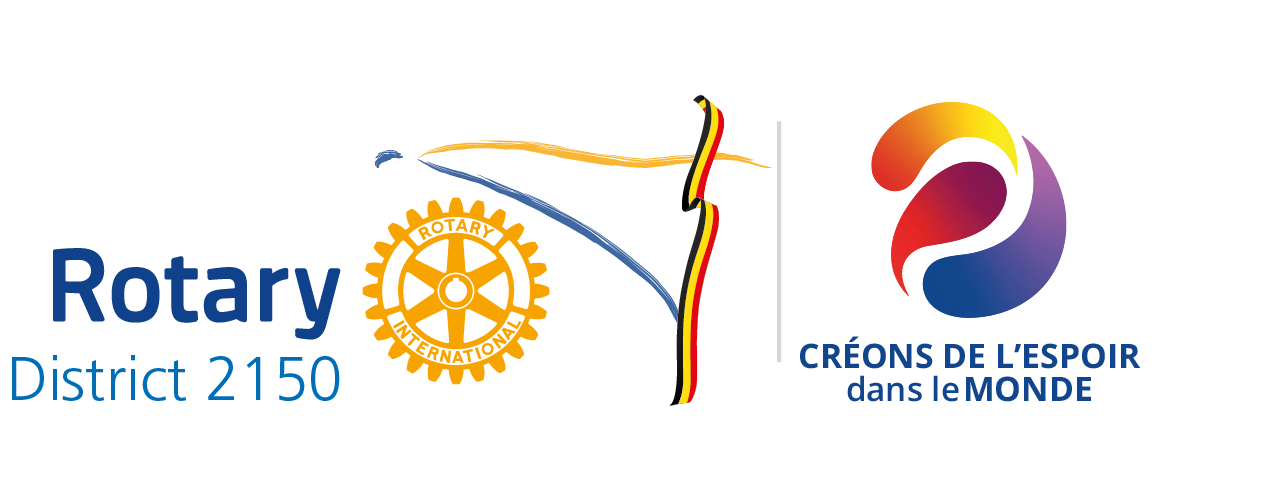 Rotary
District 2150
ROTARY
INTERNATIONAL
CRÉONS DE L'ESPOIR
dans le MONDE